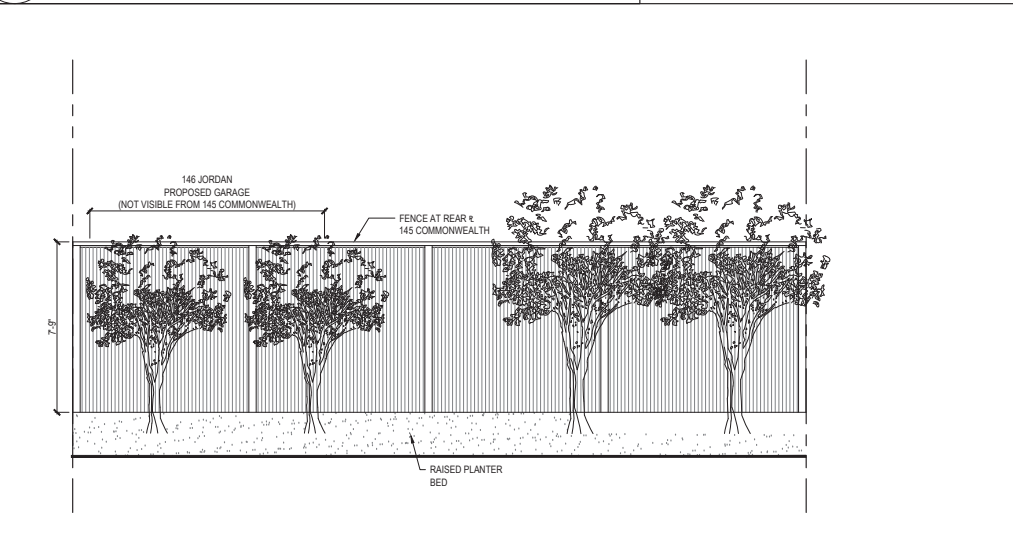 146 JORDAN
PROPOSED GARAGE
(NOT VISIBLE FROM 145 COMMONWEALTH)
FENCE AT REAR ℄
145 COMMONWEALTH
7'-9"
RAISED PLANTER
BED